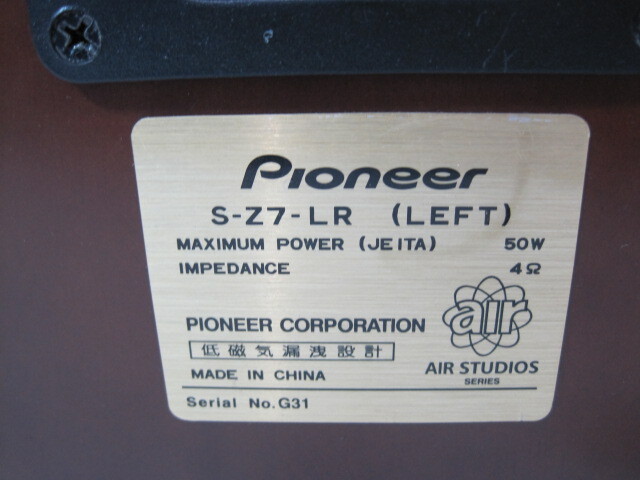 Pioneer
S-Z7-LR (LEFT)
MAXIMUM POWER (JEITA) 50W
IMPEDANCE 4Ω
air
PIONEER CORPORATION
低磁気漏洩設計
AIR STUDIOS
SERIES
MADE IN CHINA
Serial No.G31